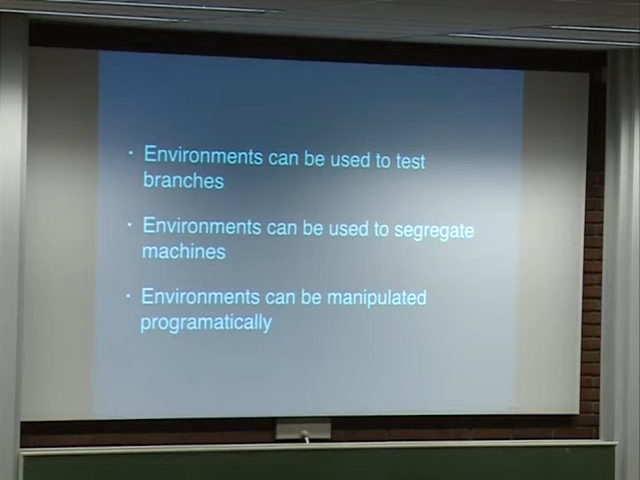 · Environments can be used to test
branches
· Environments can be used to segregate
machines
· Environments can be manipulated
programatically